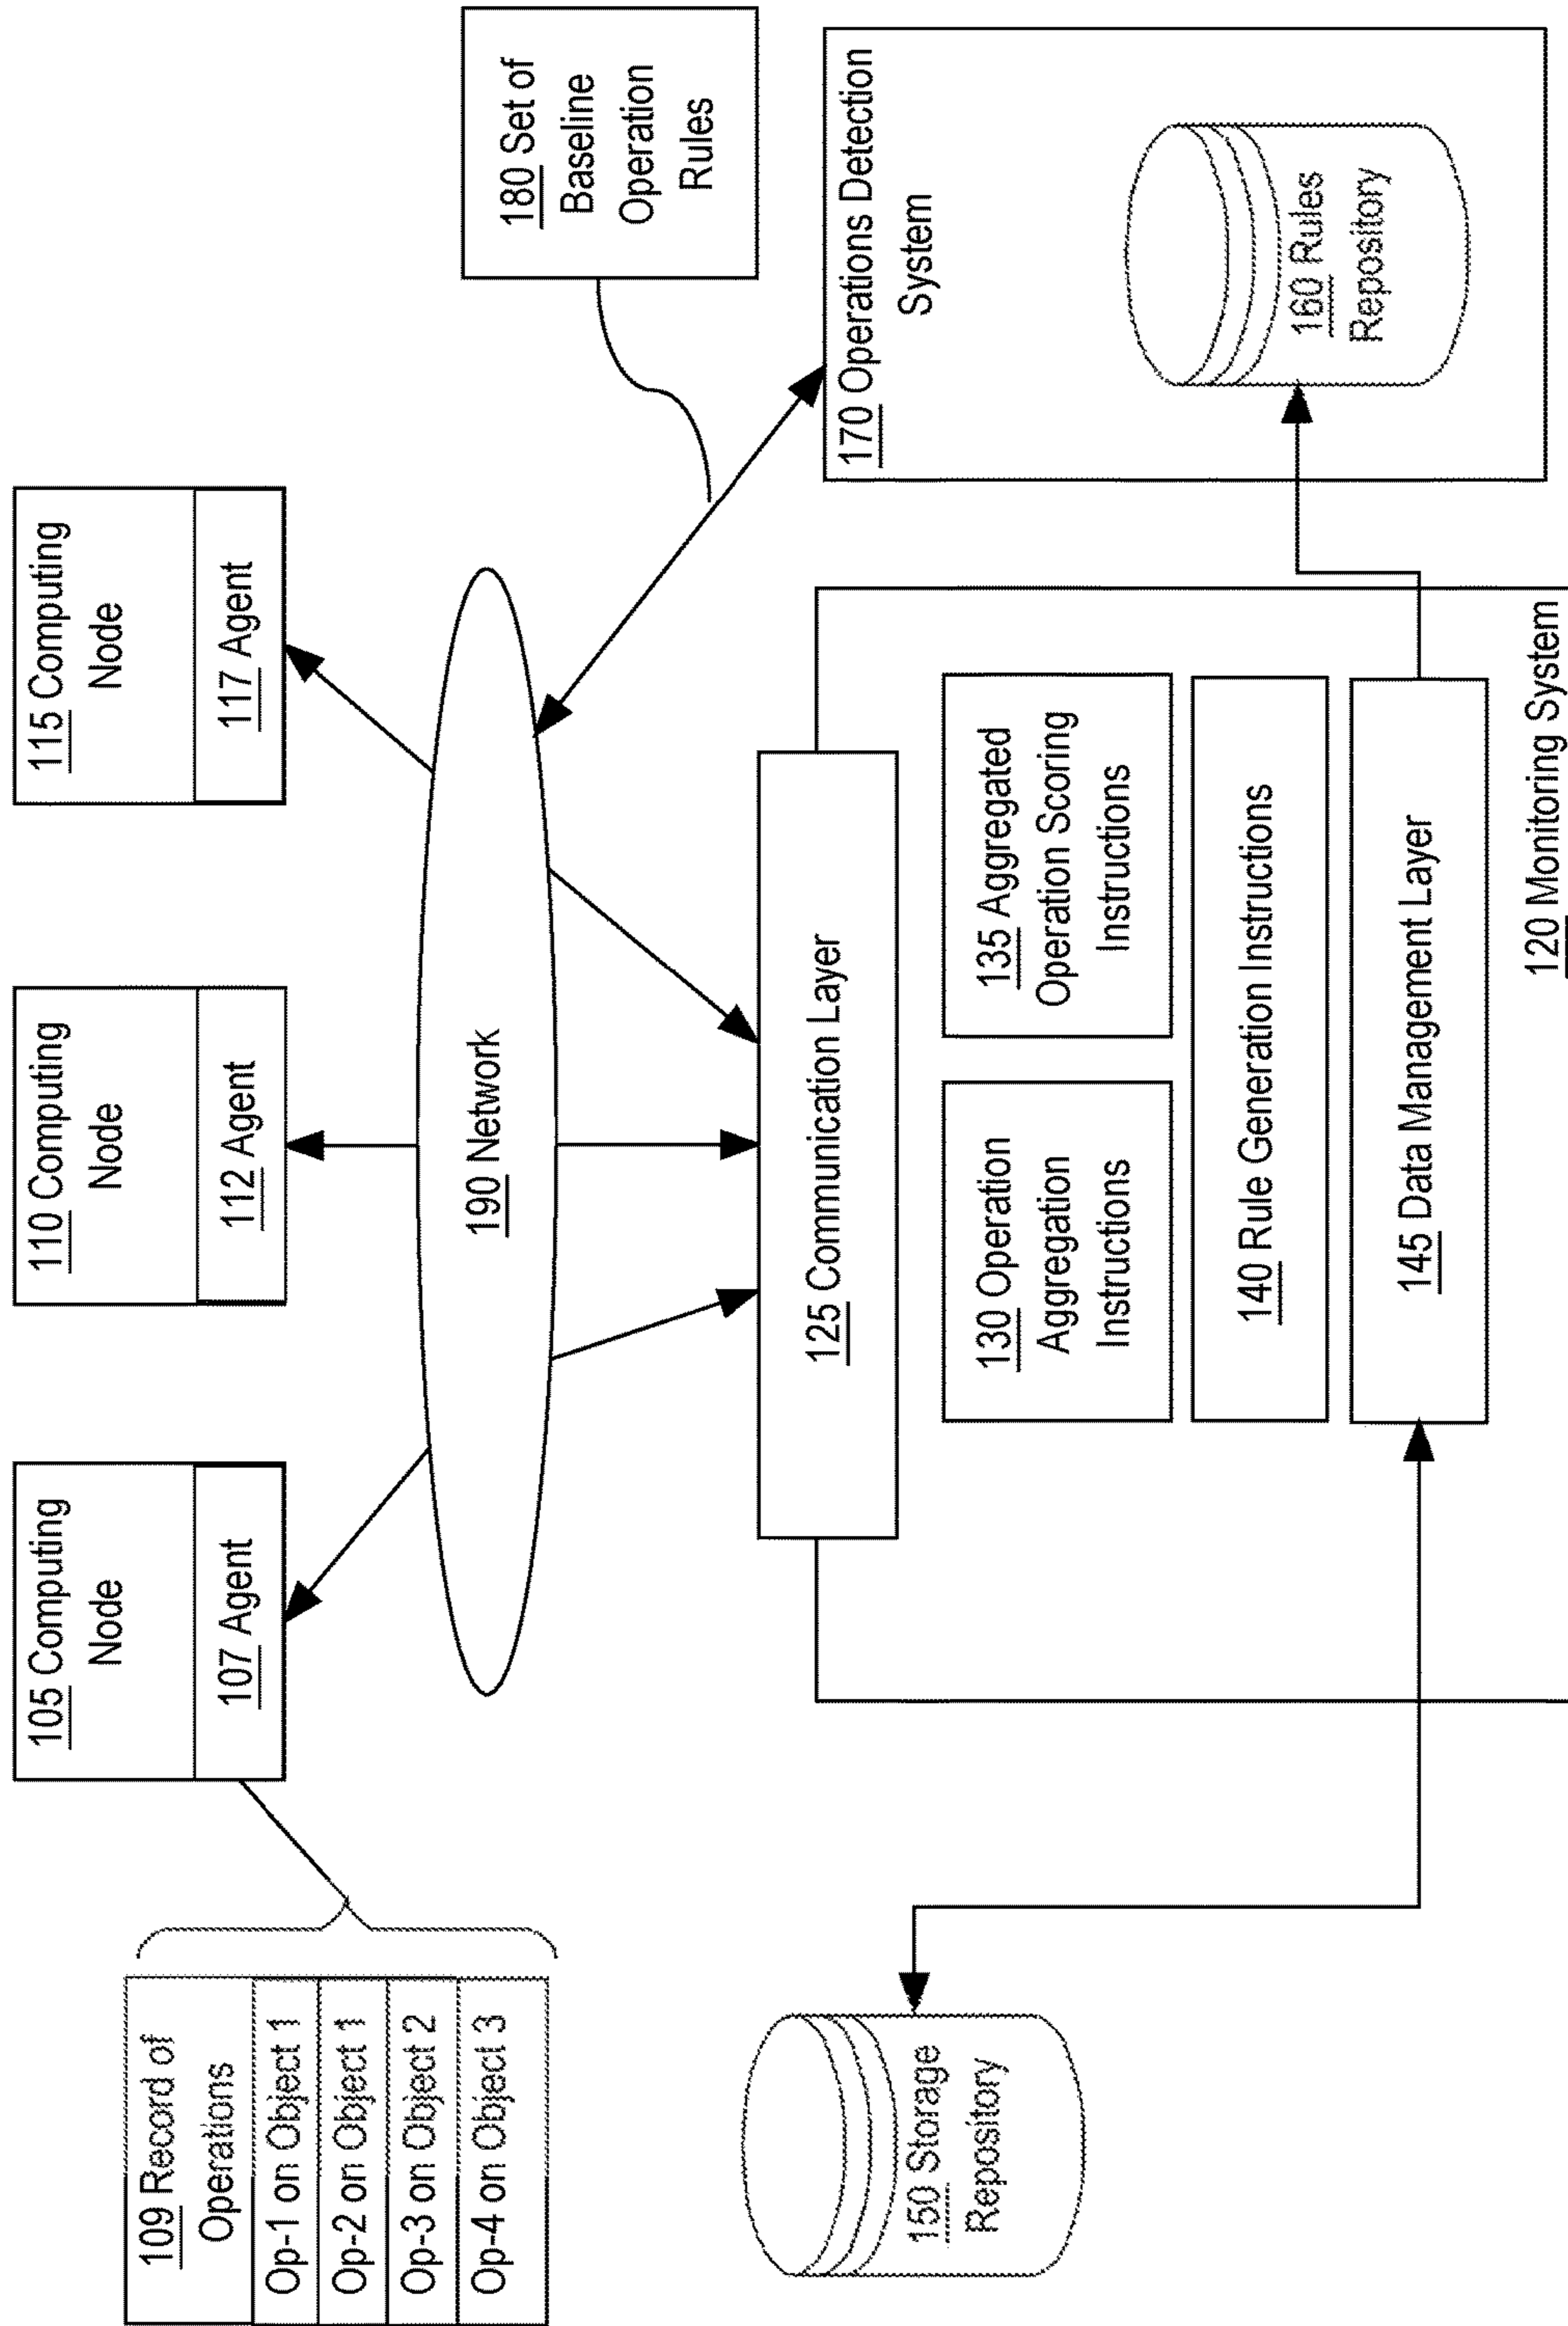 109 Record of
Operations
Op-1 on Object 1
Op-2 on Object 1
Op-3 on Object 2
Op-4 on Object 3
105 Computing
Node
107 Agent
110 Computing
Node
112 Agent
115 Computing
Node
117 Agent
190 Network
180 Set of
Baseline
Operation
Rules
125 Communication Layer
130 Operation
Aggregation
Instructions
135 Aggregated
Operation Scoring
Instructions
140 Rule Generation Instructions
145 Data Management Layer
120 Monitoring System
150 Storage
Repository
170 Operations Detection
System
160 Rules
Repository